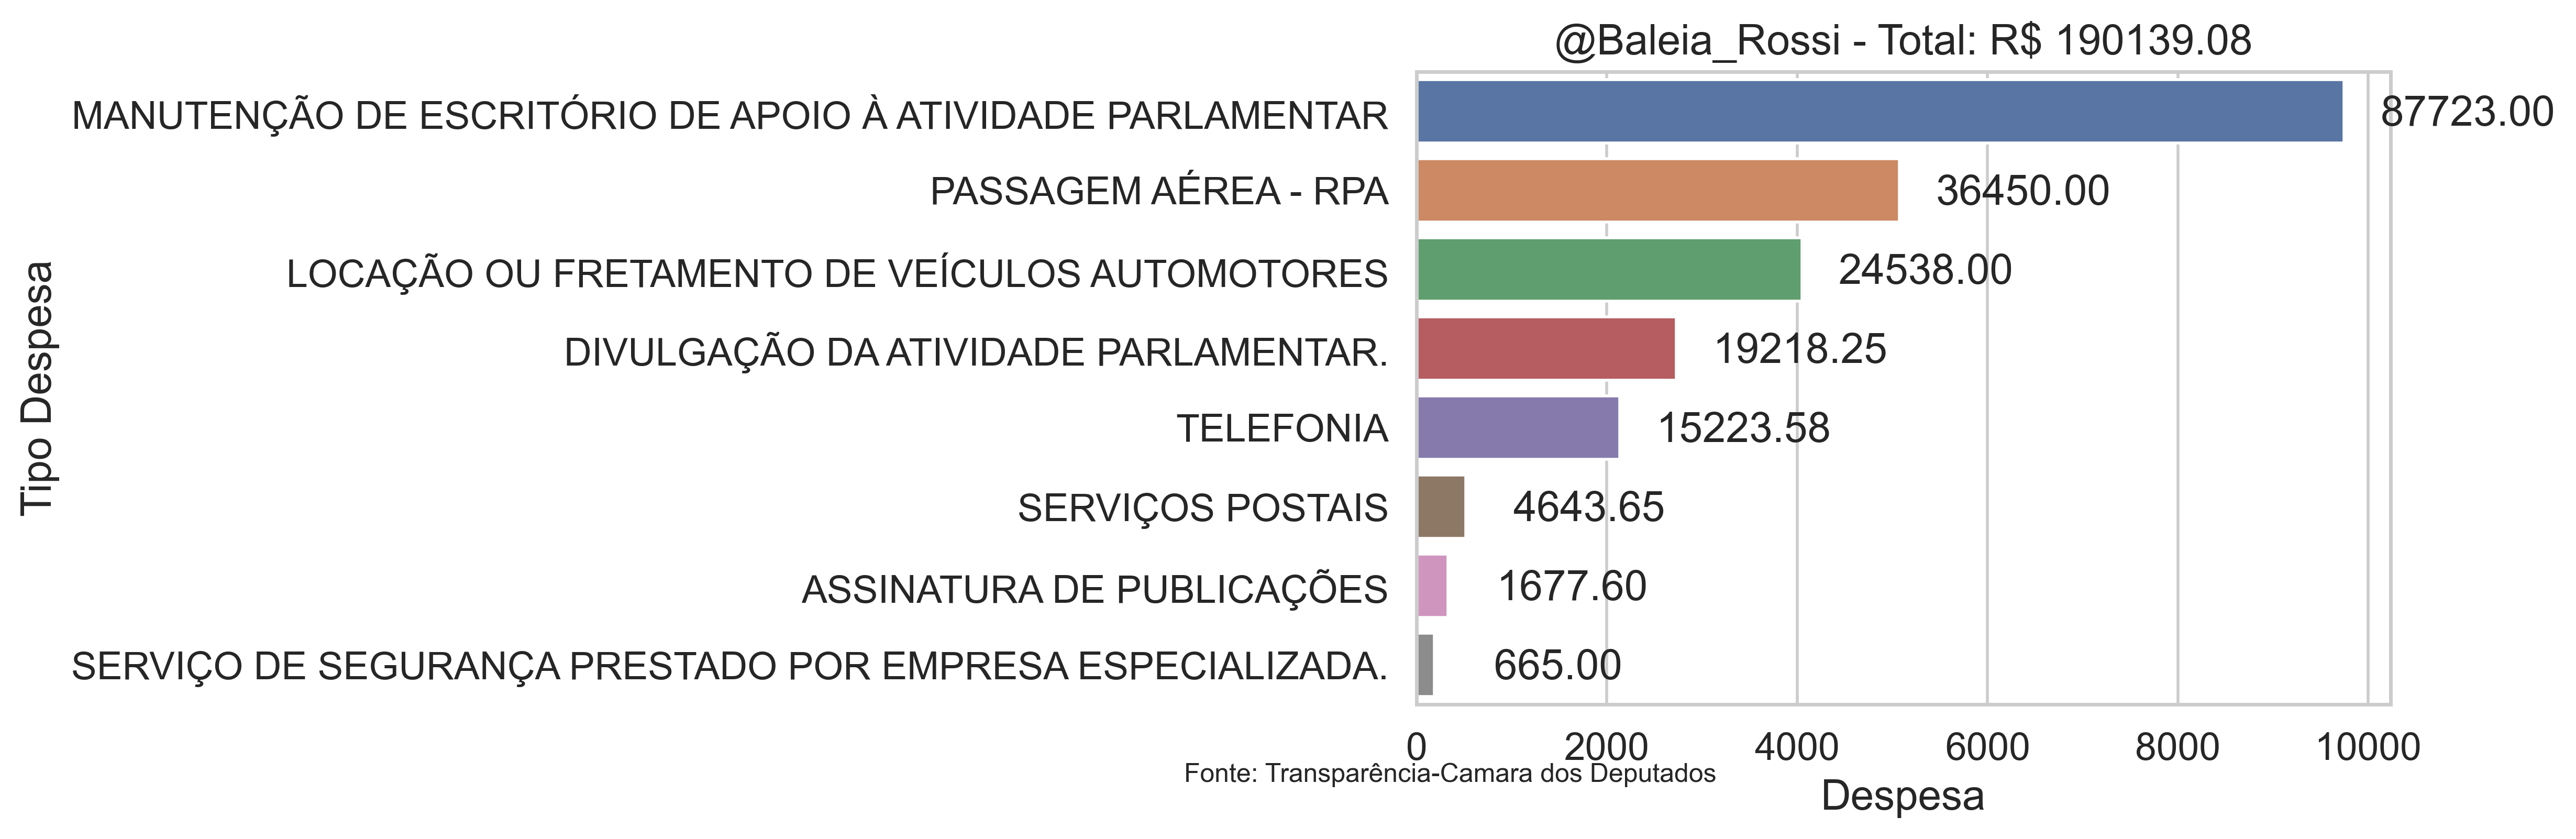 @Baleia_Rossi - Total: R$ 190139.08
MANUTENÇÃO DE ESCRITÓRIO DE APOIO À ATIVIDADE PARLAMENTAR
87723.00
PASSAGEM AÉREA - RPA
36450.00
LOCAÇÃO OU FRETAMENTO DE VEÍCULOS AUTOMOTORES
24538.00
DIVULGAÇÃO DA ATIVIDADE PARLAMENTAR.
19218.25
TELEFONIA
15223.58
SERVIÇOS POSTAIS
4643.65
ASSINATURA DE PUBLICAÇÕES
1677.60
SERVIÇO DE SEGURANÇA PRESTADO POR EMPRESA ESPECIALIZADA.
665.00
Tipo Despesa
0 2000 4000 6000 8000 10000
Fonte: Transparência-Camara dos Deputados
Despesa